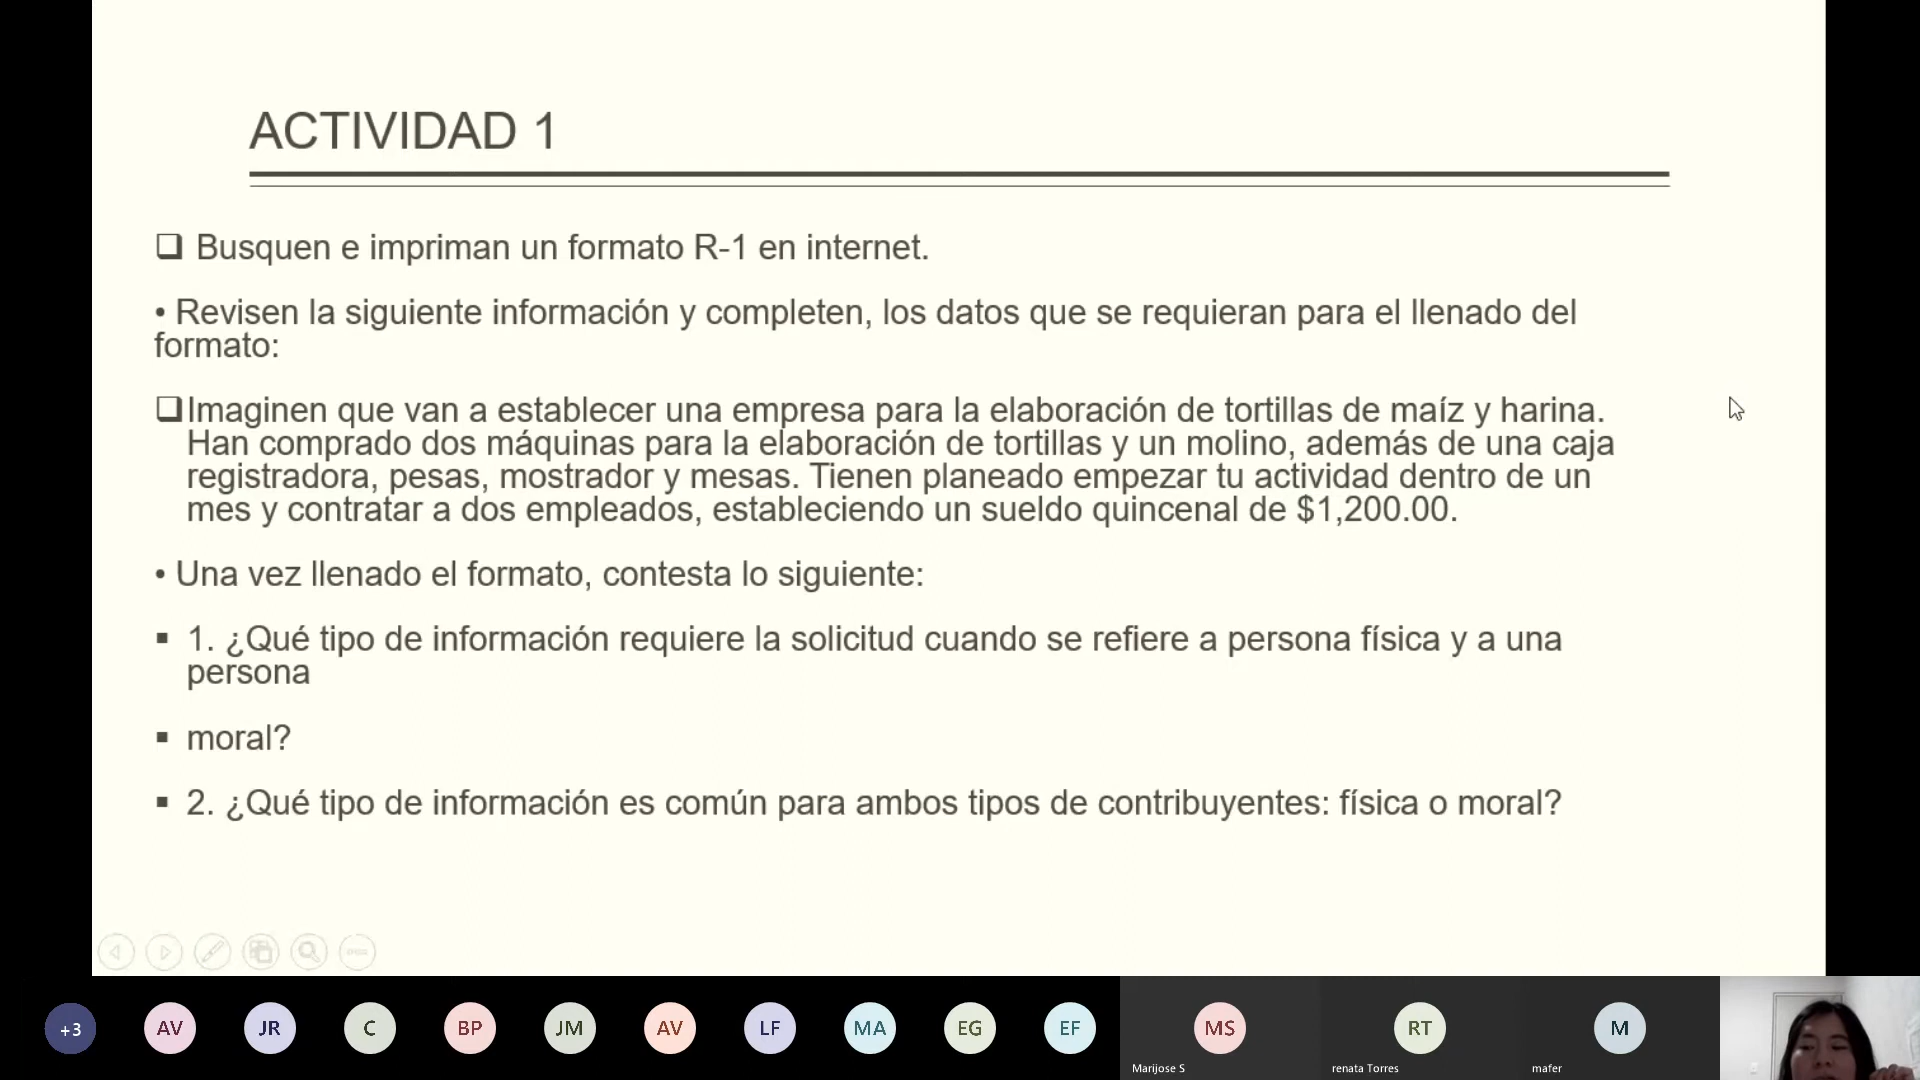 ACTIVIDAD 1
❑ Busquen e impriman un formato R-1 en internet.
• Revisen la siguiente información y completen, los datos que se requieran para el llenado del
formato:
❑Imaginen que van a establecer una empresa para la elaboración de tortillas de maíz y harina.
Han comprado dos máquinas para la elaboración de tortillas y un molino, además de una caja
registradora, pesas, mostrador y mesas. Tienen planeado empezar tu actividad dentro de un
mes y contratar a dos empleados, estableciendo un sueldo quincenal de $1,200.00.
• Una vez llenado el formato, contesta lo siguiente:
▪ 1. ¿Qué tipo de información requiere la solicitud cuando se refiere a persona física y a una
persona
▪ moral?
▪ 2. ¿Qué tipo de información es común para ambos tipos de contribuyentes: física o moral?
+3 AV JR C BP JM AV LF MA EG EF MS RT M
Marijose S renata Torres mafer